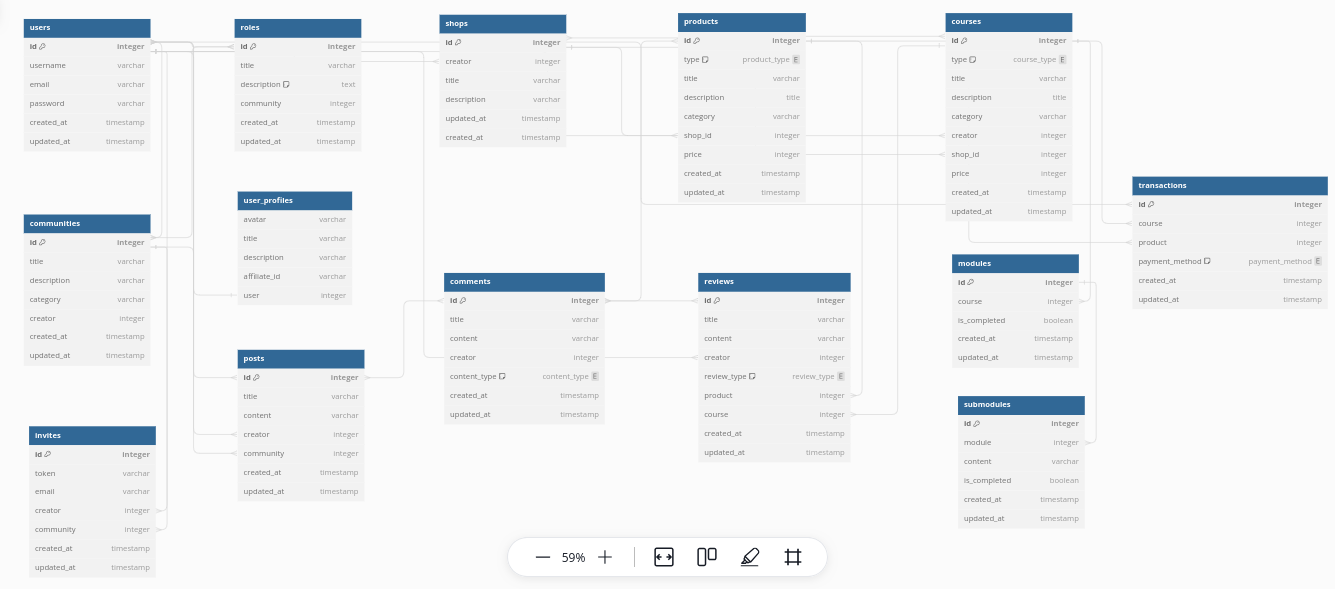 users
id integer
username varchar
email varchar
password varchar
created_at timestamp
updated_at timestamp
roles
id integer
title varchar
description text
community integer
created_at timestamp
updated_at timestamp
shops
id integer
creator integer
title varchar
description varchar
updated_at timestamp
created_at timestamp
products
id integer
type product_type E
title varchar
description title
category varchar
shop_id integer
price integer
created_at timestamp
updated_at timestamp
courses
id integer
type course_type E
title varchar
description title
category varchar
creator integer
shop_id integer
price integer
created_at timestamp
updated_at timestamp
transactions
id integer
course integer
product integer
payment_method payment_method E
created_at timestamp
updated_at timestamp
user_profiles
avatar varchar
title varchar
description varchar
affiliate_id varchar
user integer
communities
id integer
title varchar
description varchar
category varchar
creator integer
created_at timestamp
updated_at timestamp
comments
id integer
title varchar
content varchar
creator integer
content_type content_type E
created_at timestamp
updated_at timestamp
reviews
id integer
title varchar
content varchar
creator integer
review_type review_type E
product integer
course integer
created_at timestamp
updated_at timestamp
modules
id integer
course integer
is_completed boolean
created_at timestamp
updated_at timestamp
posts
id integer
title varchar
content varchar
creator integer
community integer
created_at timestamp
updated_at timestamp
submodules
id integer
module integer
content varchar
is_completed boolean
created_at timestamp
updated_at timestamp
invites
id integer
token varchar
email varchar
creator integer
community integer
created_at timestamp
updated_at timestamp
59%